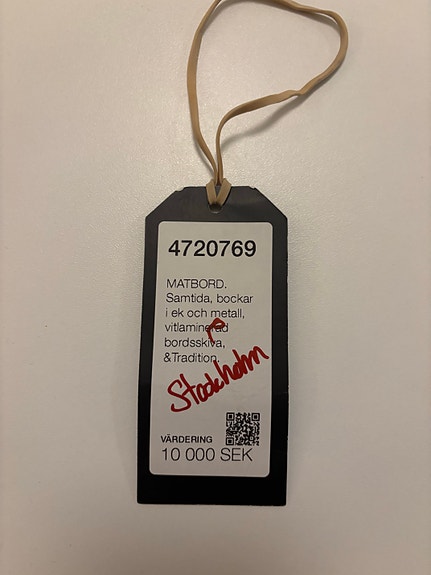 4720769
MATBORD.
Samtida, bockar
i ek och metall,
vitlaminerad
bordsskiva,
&Tradition.
Stockholm
VÄRDERING
10 000 SEK